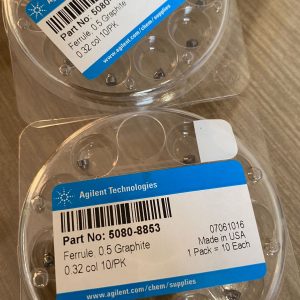 Agilent Technologies
Part No: 5080-
Ferrule, 0.5 Graphite
0.32 col 10/PK
www.agilent.com/chem/supplies
Agilent Technologies
Part No: 5080-8853
Ferrule, 0.5 Graphite
0.32 col 10/PK
07061016
Made in USA
1 Pack = 10 Each
www.agilent.com/chem/supplies